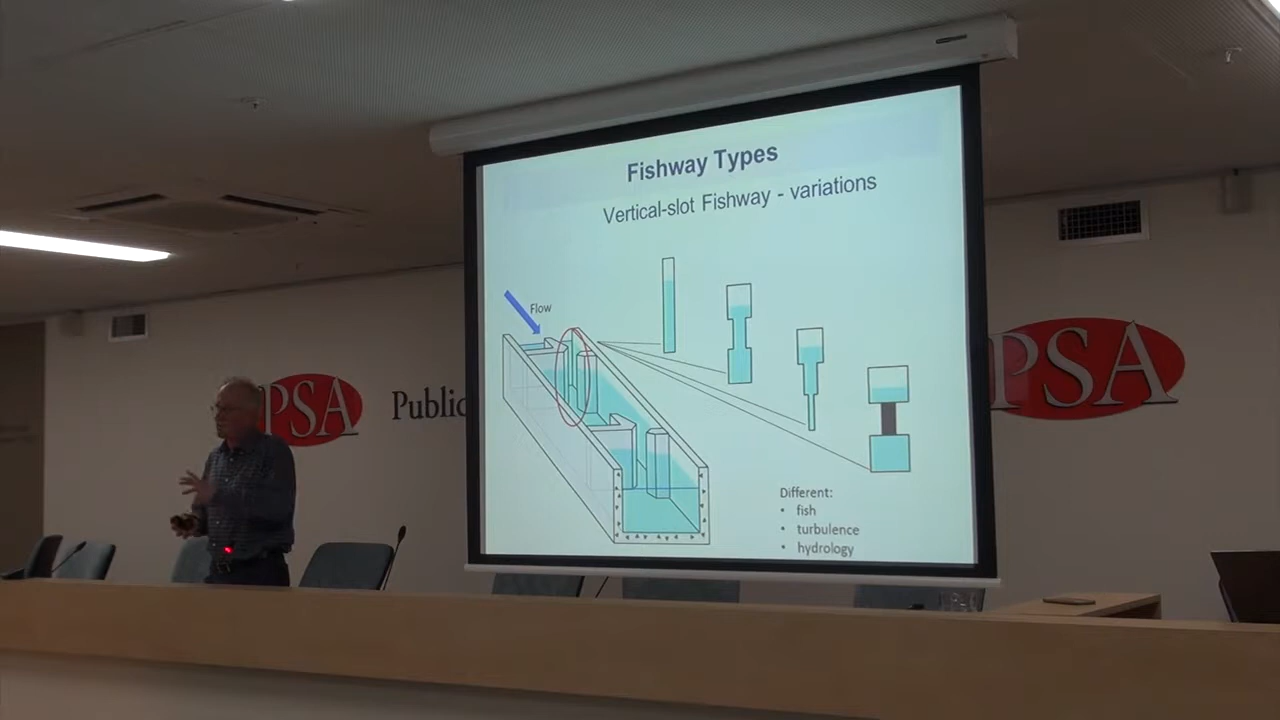 Fishway Types
Vertical-slot Fishway - variations
Flow
Different:
• fish
• turbulence
• hydrology
PSA
Public
PSA